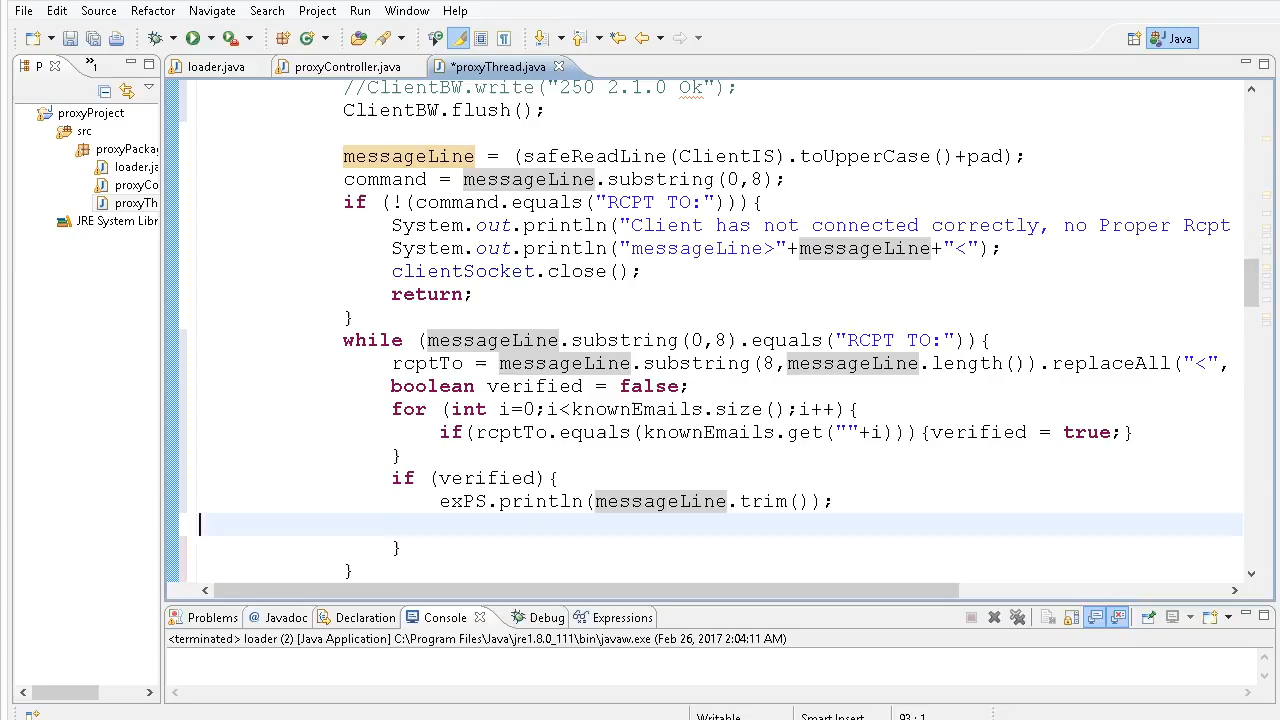 File Edit Source Refactor Navigate Search Project Run Window Help
Java
P »1
loader.java proxyController.java *proxyThread.java
proxyProject
src
proxyPacka
loader.ja
proxyCo
proxyTh
JRE System Libr
//ClientBW.write("250 2.1.0 Ok");
ClientBW.flush();
messageLine = (safeReadLine(ClientIS).toUpperCase()+pad);
command = messageLine.substring(0,8);
if (!(command.equals("RCPT TO:"))){
System.out.println("Client has not connected correctly, no Proper Rcpt
System.out.println("messageLine>"+messageLine+"<");
clientSocket.close();
return;
}
while (messageLine.substring(0,8).equals("RCPT TO:")){
rcptTo = messageLine.substring(8,messageLine.length()).replaceAll("<",
boolean verified = false;
for (int i=0;i<knownEmails.size();i++){
if(rcptTo.equals(knownEmails.get(""+i))){verified = true;}
}
if (verified){
exPS.println(messageLine.trim());
}
}
Problems @ Javadoc Declaration Console Debug Expressions
<terminated> loader (2) [Java Application] C:\Program Files\Java\jre1.8.0_111\bin\javaw.exe (Feb 26, 2017 2:04:11 AM)
Writable Smart Insert 93 : 1